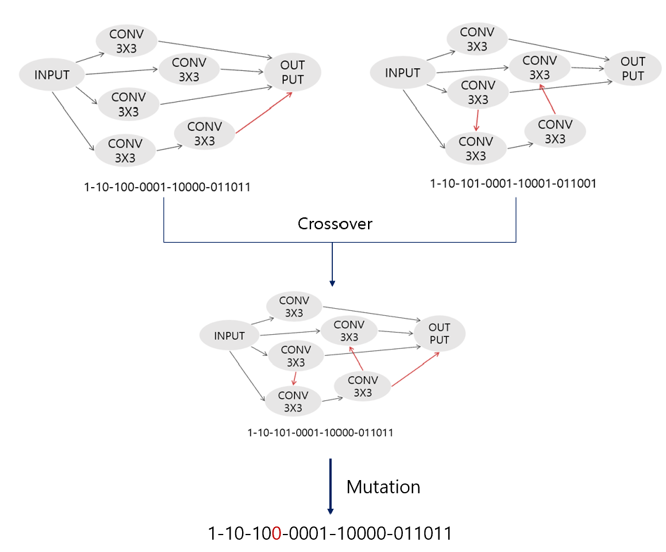 CONV
3X3
INPUT
CONV
3X3
OUT
PUT
CONV
3X3
CONV
3X3
CONV
3X3
1-10-100-0001-10000-011011
CONV
3X3
INPUT
CONV
3X3
OUT
PUT
CONV
3X3
CONV
3X3
CONV
3X3
1-10-101-0001-10001-011001
Crossover
CONV
3X3
INPUT
CONV
3X3
OUT
PUT
CONV
3X3
CONV
3X3
CONV
3X3
1-10-101-0001-10000-011011
Mutation
1-10-100-0001-10000-011011